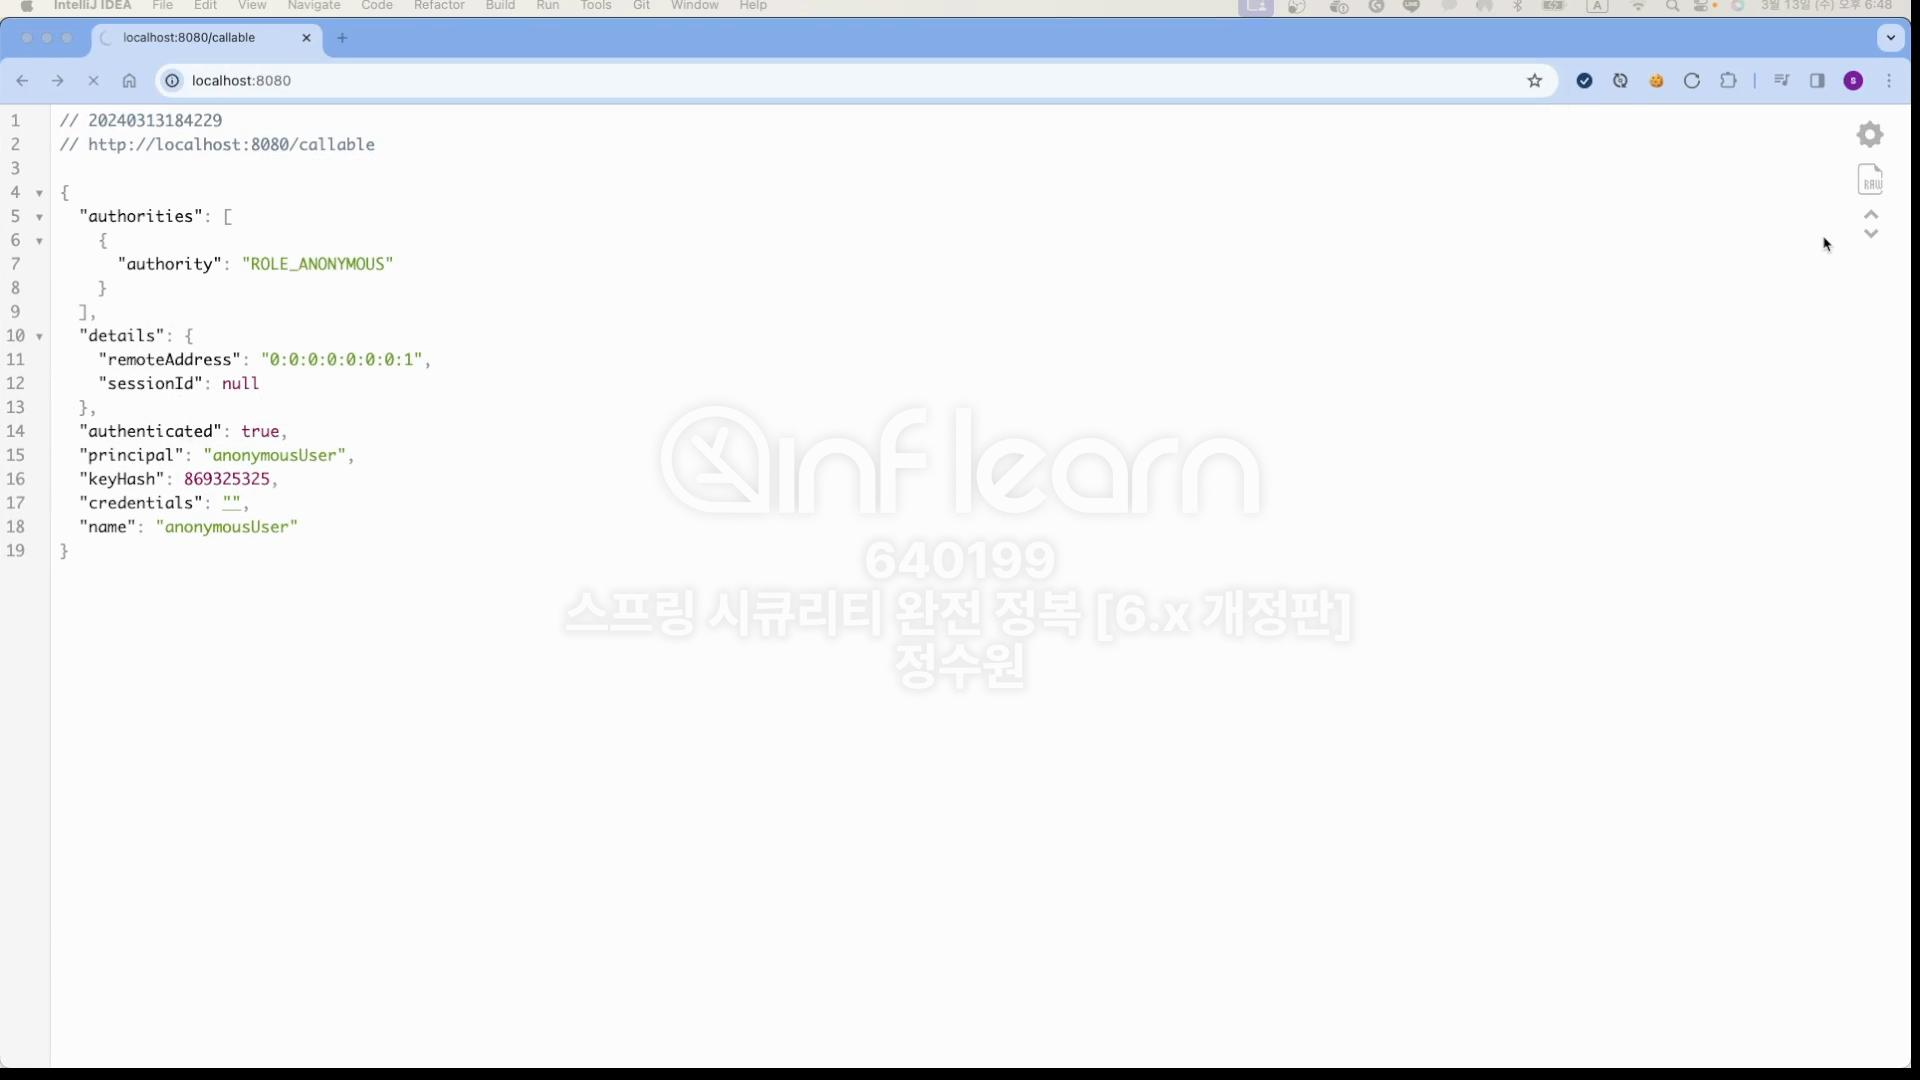 IntelliJ IDEA File Edit View Navigate Code Refactor Build Run Tools Git Window Help A 3월 13일 (수) 오후 6:48
localhost:8080/callable
localhost:8080
S
1 // 20240313184229
2 // http://localhost:8080/callable
3
4 {
5 "authorities": [
6 {
7 "authority": "ROLE_ANONYMOUS"
8 }
9 ],
10 "details": {
11 "remoteAddress": "0:0:0:0:0:0:0:1",
12 "sessionId": null
13 },
14 "authenticated": true,
15 "principal": "anonymousUser",
16 "keyHash": 869325325,
17 "credentials": "",
18 "name": "anonymousUser"
19 }
RAW
inflearn
640199
스프링 시큐리티 완전 정복 [6.x 개정판]
정수원